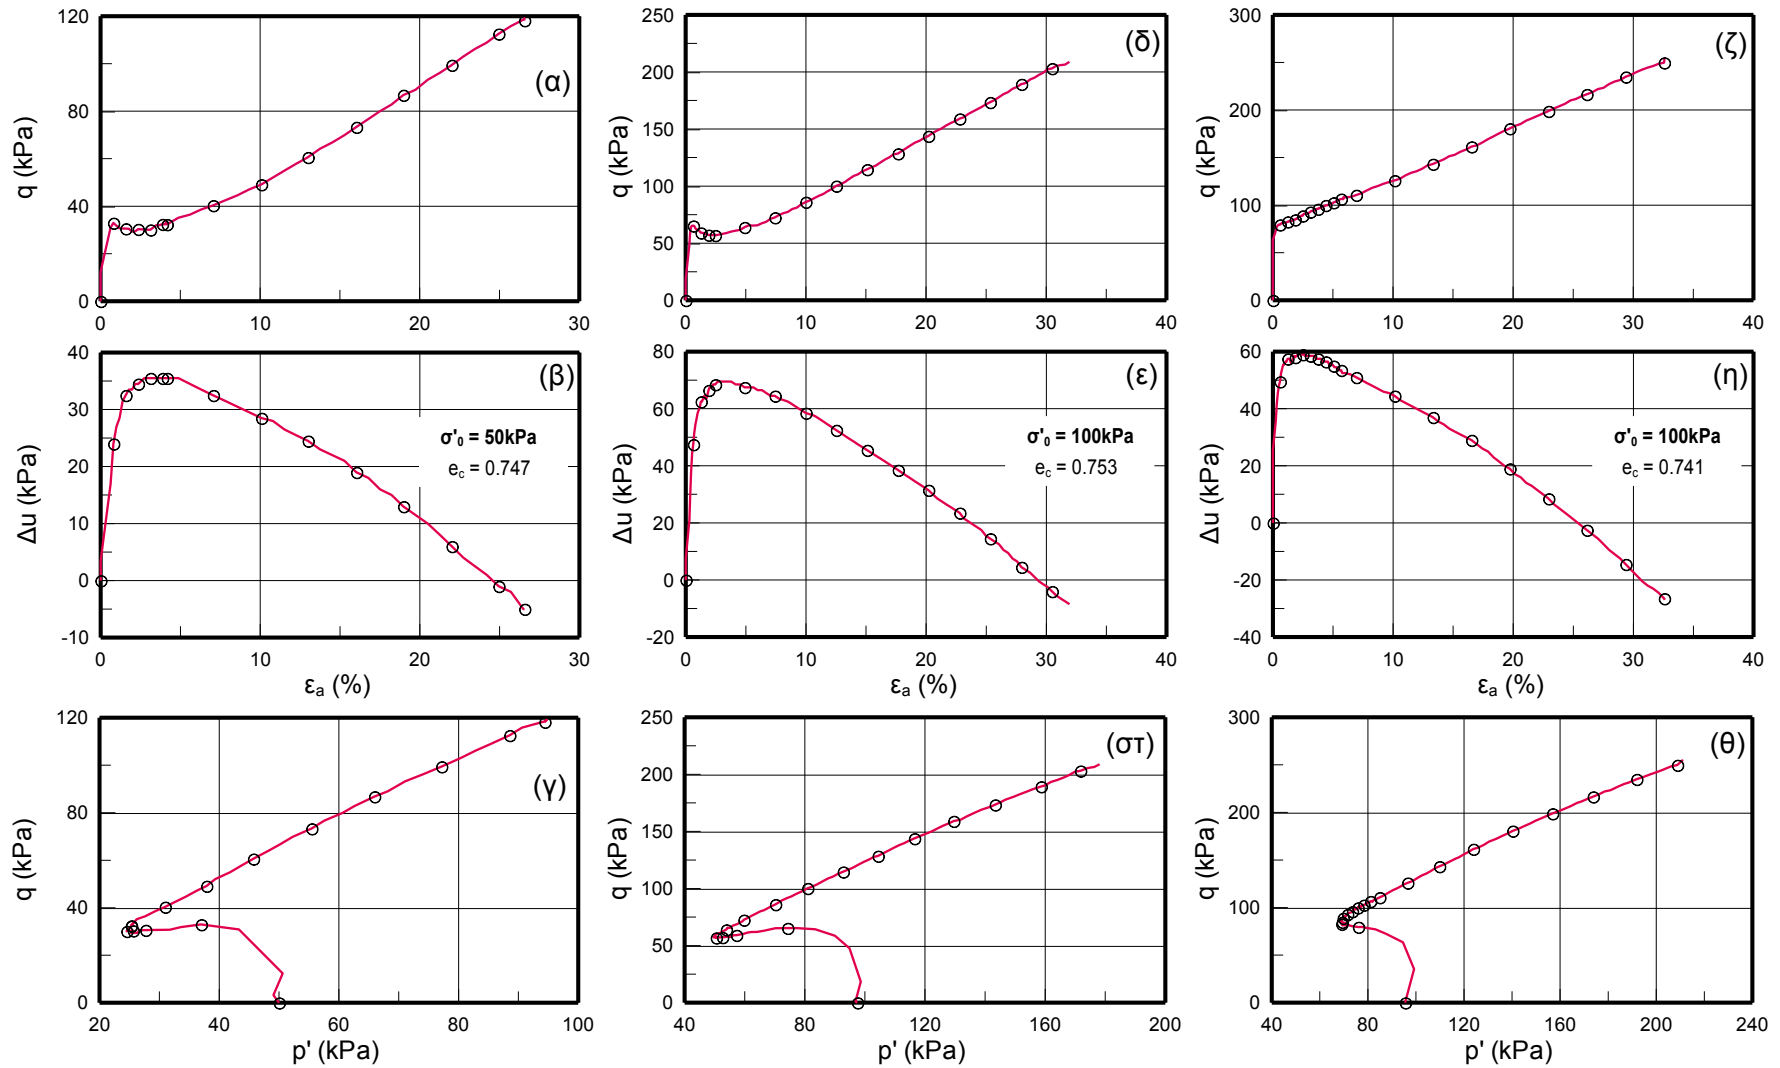 120
80
40
0
q (kPa)
(α)
0 10 20 30
250
200
150
100
50
0
q (kPa)
(δ)
0 10 20 30 40
300
200
100
0
q (kPa)
(ζ)
0 10 20 30 40
40
30
20
10
0
-10
Δu (kPa)
(β)
σ'₀ = 50kPa
e꜀ = 0.747
0 10 20 30
εₐ (%)
80
60
40
20
0
-20
Δu (kPa)
(ε)
σ'₀ = 100kPa
e꜀ = 0.753
0 10 20 30 40
εₐ (%)
60
40
20
0
-20
-40
Δu (kPa)
(η)
σ'₀ = 100kPa
e꜀ = 0.741
0 10 20 30 40
εₐ (%)
120
80
40
0
q (kPa)
(γ)
20 40 60 80 100
p' (kPa)
250
200
150
100
50
0
q (kPa)
(στ)
40 80 120 160 200
p' (kPa)
300
200
100
0
q (kPa)
(θ)
40 80 120 160 200 240
p' (kPa)